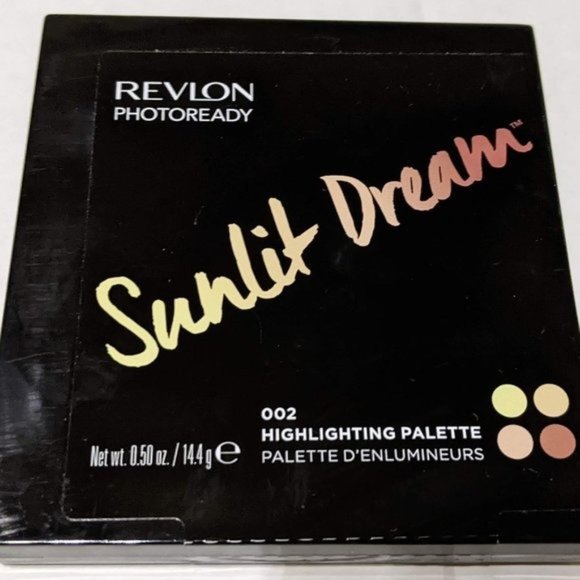 REVLON
PHOTOREADY
Sunlit Dream™
002
HIGHLIGHTING PALETTE
Net wt. 0.50 oz. / 14.4 g ℮ PALETTE D'ENLUMINEURS